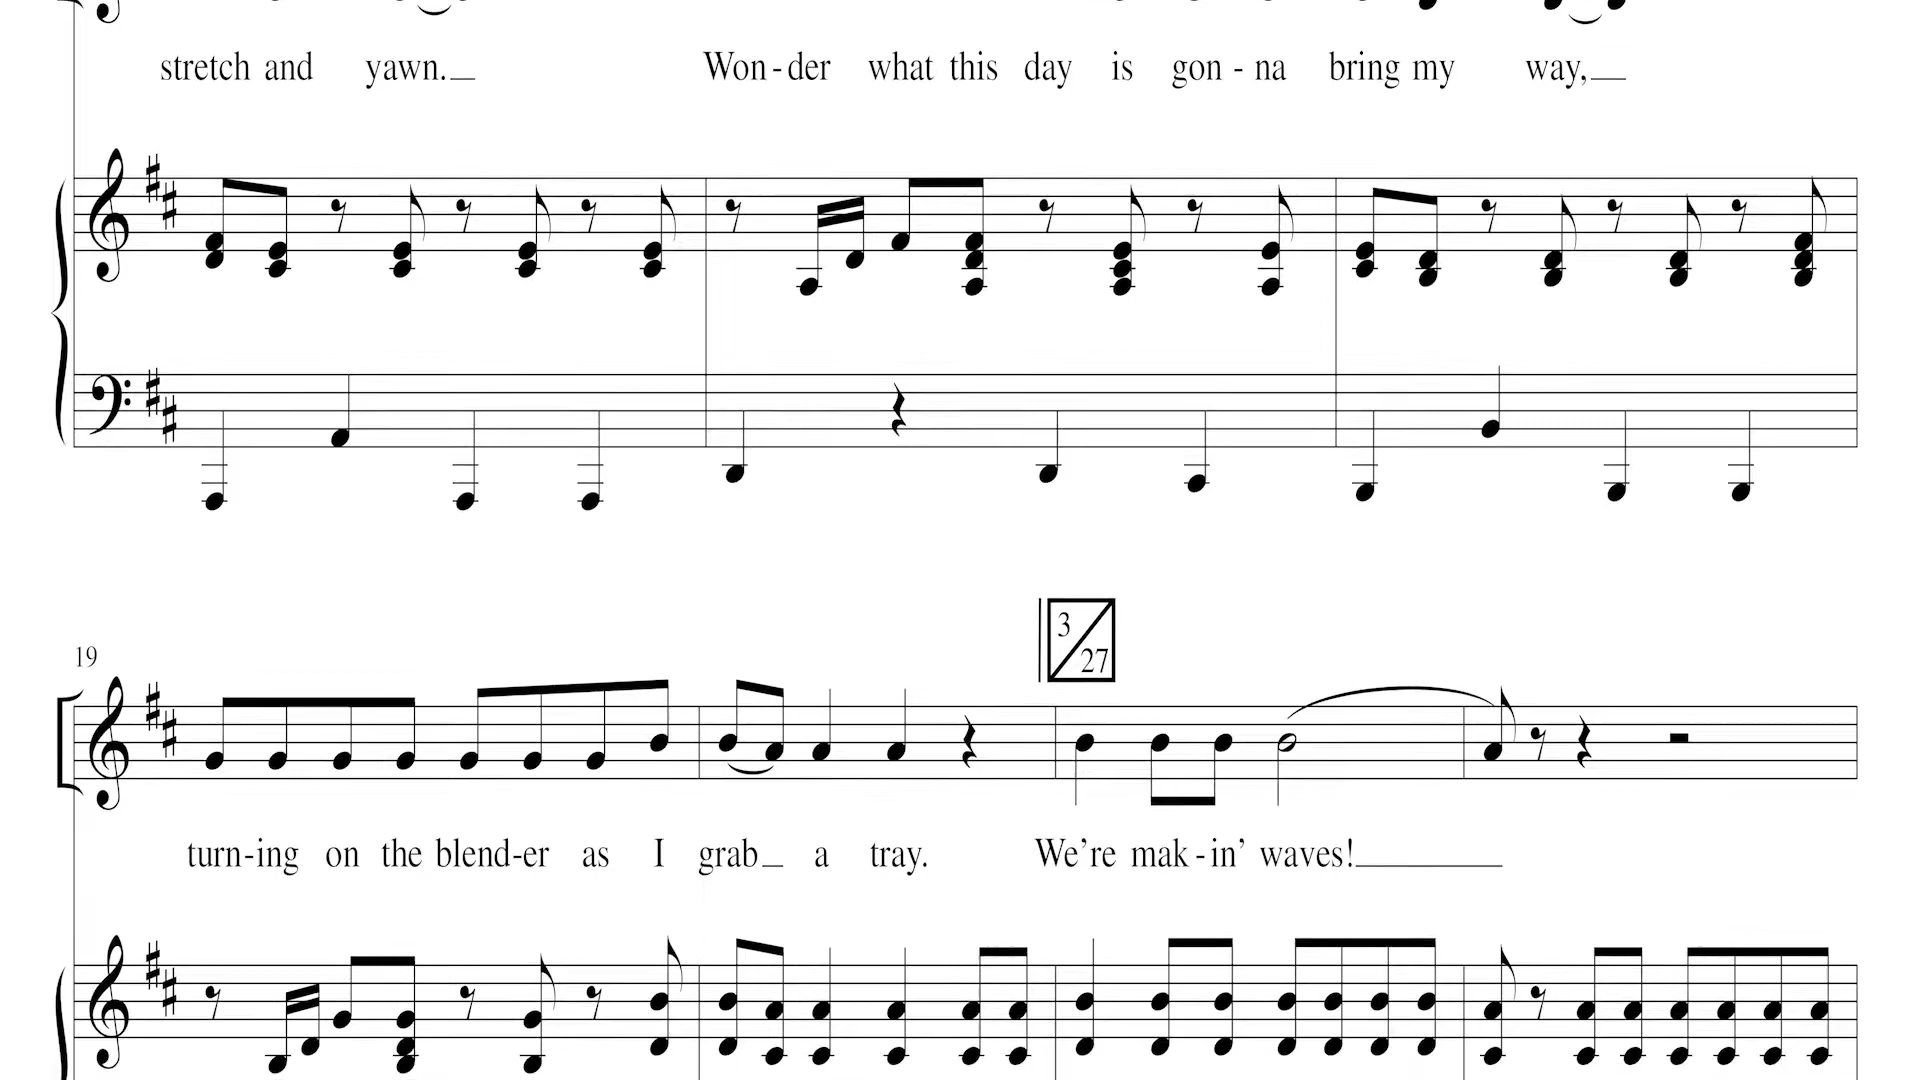 stretch and yawn. Won-der what this day is gon-na bring my way,
3
27
19
turn-ing on the blend-er as I grab a tray. We're mak-in' waves!